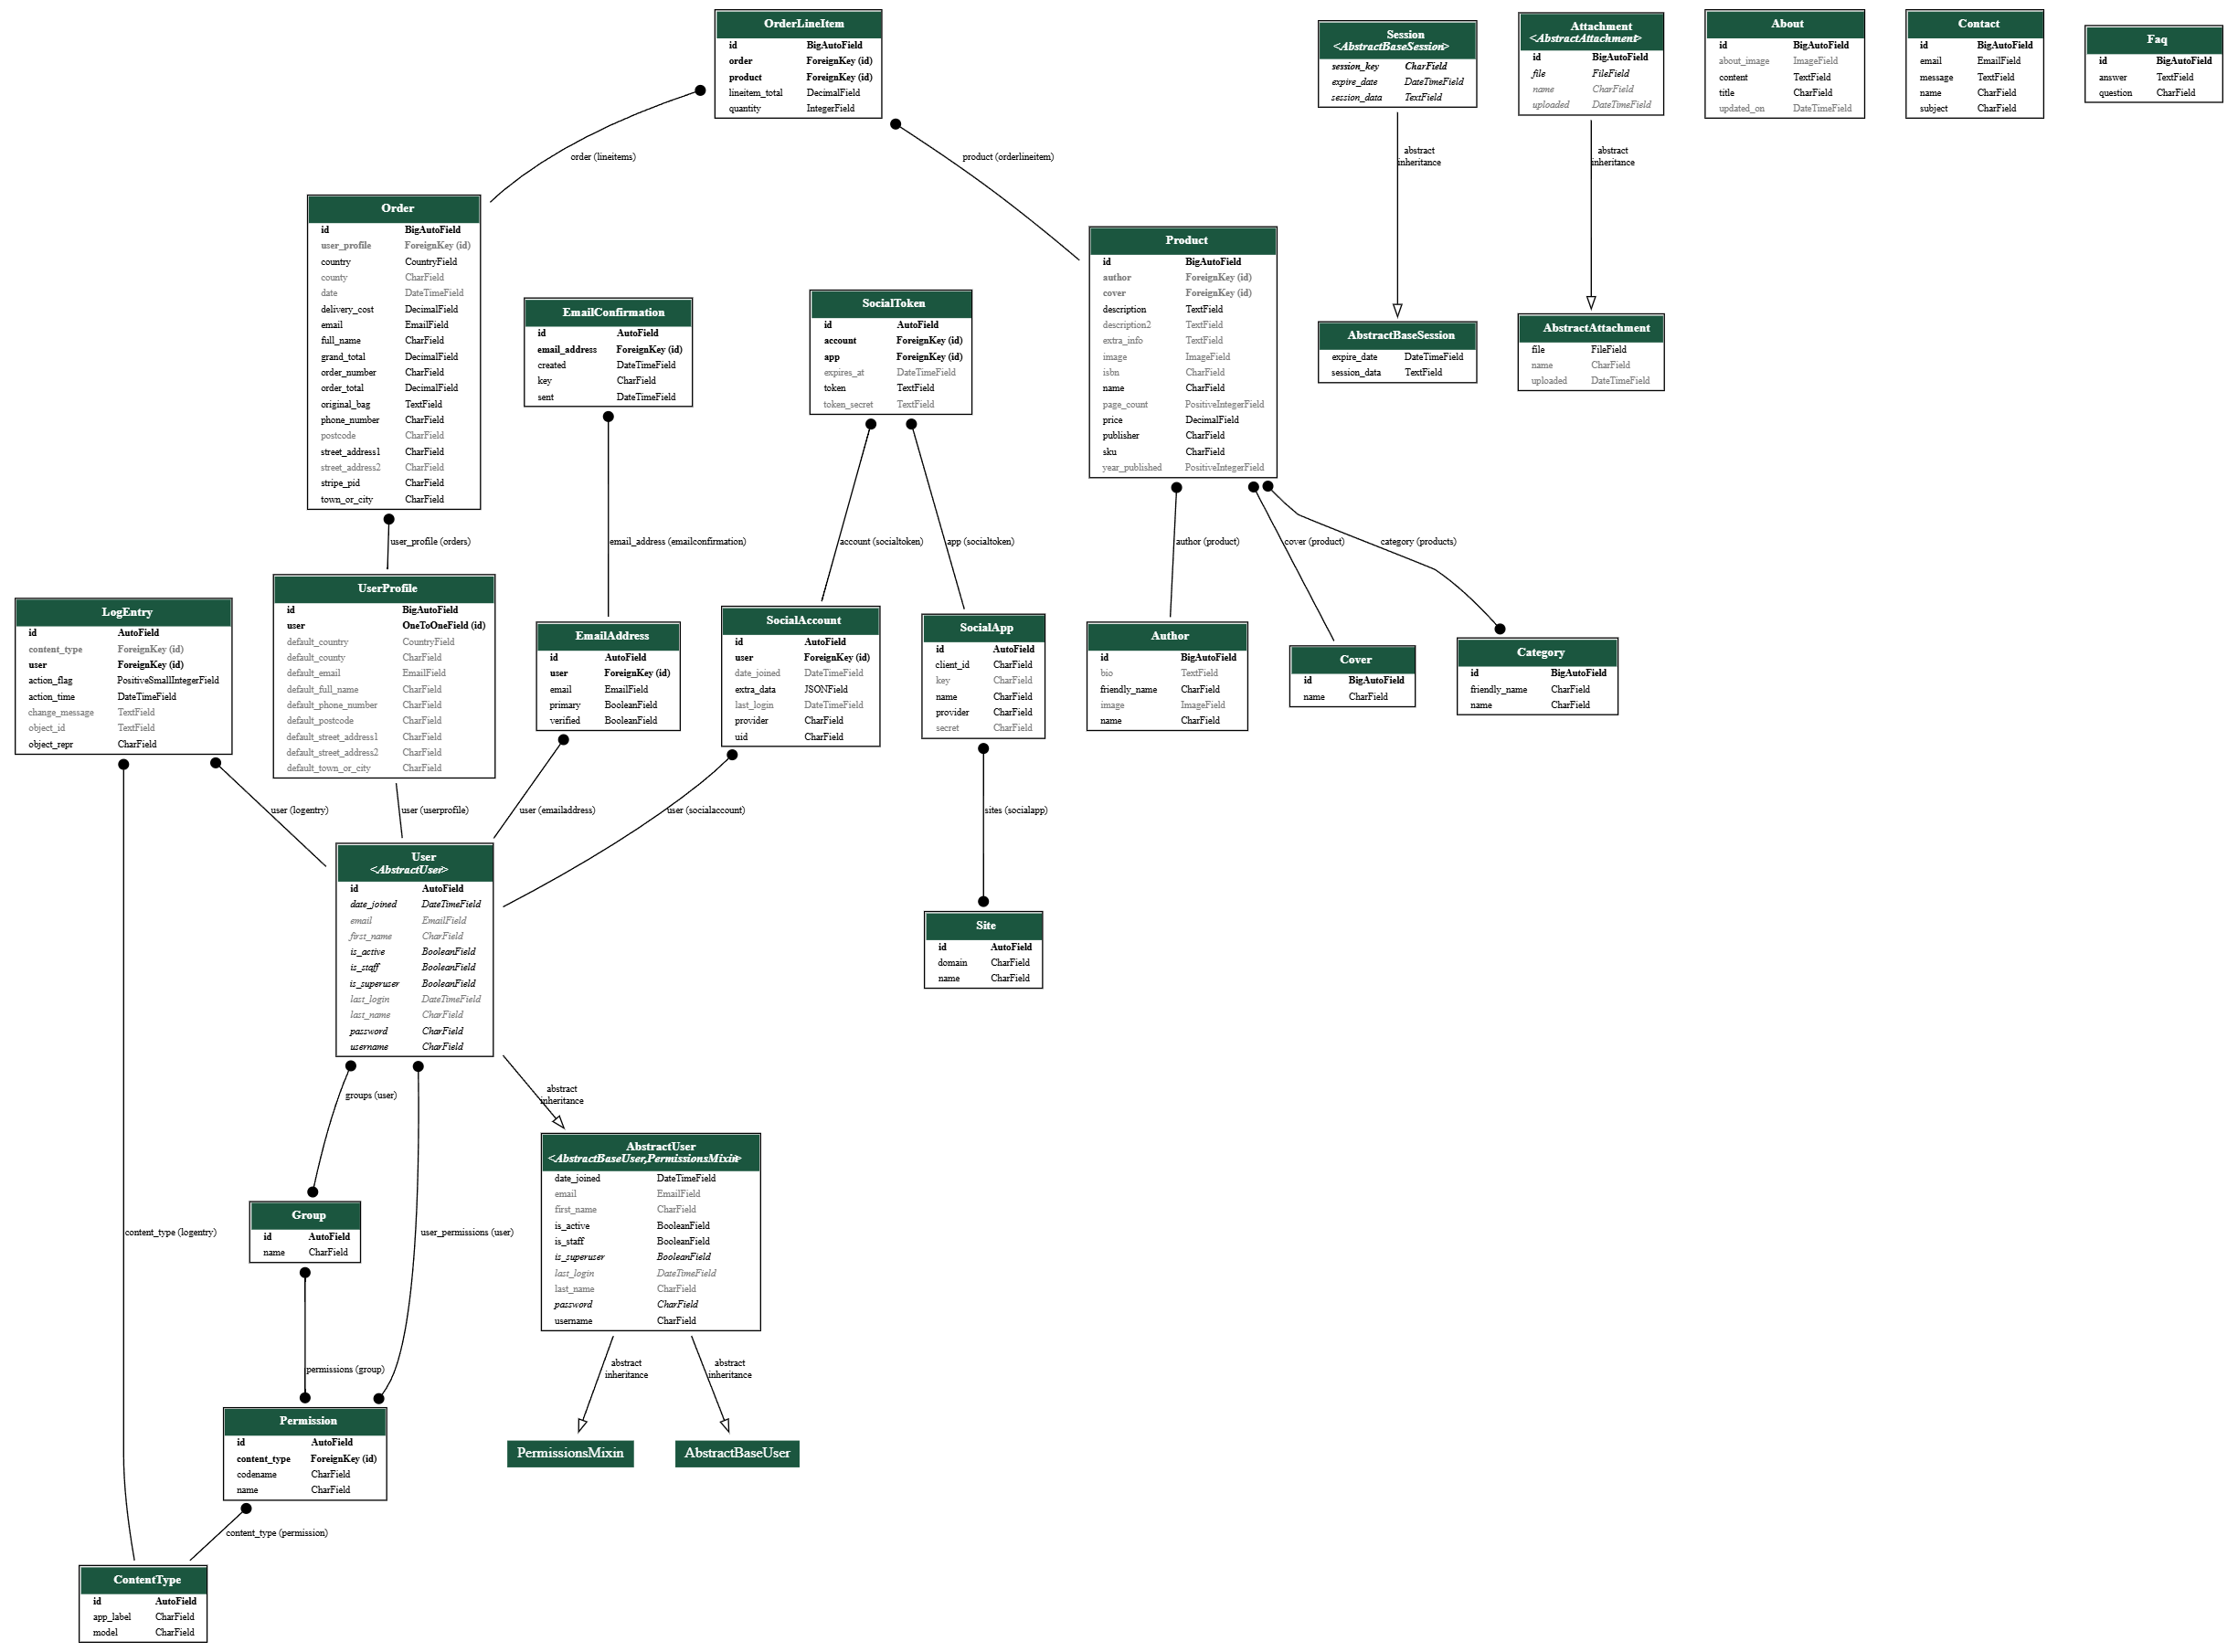 OrderLineItem
id BigAutoField
order ForeignKey (id)
product ForeignKey (id)
lineitem_total DecimalField
quantity IntegerField
Session
<AbstractBaseSession>
session_key CharField
expire_date DateTimeField
session_data TextField
Attachment
<AbstractAttachment>
id BigAutoField
file FileField
name CharField
uploaded DateTimeField
About
id BigAutoField
about_image ImageField
content TextField
title CharField
updated_on DateTimeField
Contact
id BigAutoField
email EmailField
message TextField
name CharField
subject CharField
Faq
id BigAutoField
answer TextField
question CharField
order (lineitems)
product (orderlineitem)
abstract
inheritance
abstract
inheritance
Order
id BigAutoField
user_profile ForeignKey (id)
country CountryField
county CharField
date DateTimeField
delivery_cost DecimalField
email EmailField
full_name CharField
grand_total DecimalField
order_number CharField
order_total DecimalField
original_bag TextField
phone_number CharField
postcode CharField
street_address1 CharField
street_address2 CharField
stripe_pid CharField
town_or_city CharField
EmailConfirmation
id AutoField
email_address ForeignKey (id)
created DateTimeField
key CharField
sent DateTimeField
SocialToken
id AutoField
account ForeignKey (id)
app ForeignKey (id)
expires_at DateTimeField
token TextField
token_secret TextField
Product
id BigAutoField
author ForeignKey (id)
cover ForeignKey (id)
description TextField
description2 TextField
extra_info TextField
image ImageField
isbn CharField
name CharField
page_count PositiveIntegerField
price DecimalField
publisher CharField
sku CharField
year_published PositiveIntegerField
AbstractBaseSession
expire_date DateTimeField
session_data TextField
AbstractAttachment
file FileField
name CharField
uploaded DateTimeField
user_profile (orders)
email_address (emailconfirmation)
account (socialtoken)
app (socialtoken)
author (product)
cover (product)
category (products)
LogEntry
id AutoField
content_type ForeignKey (id)
user ForeignKey (id)
action_flag PositiveSmallIntegerField
action_time DateTimeField
change_message TextField
object_id TextField
object_repr CharField
UserProfile
id BigAutoField
user OneToOneField (id)
default_country CountryField
default_county CharField
default_email EmailField
default_full_name CharField
default_phone_number CharField
default_postcode CharField
default_street_address1 CharField
default_street_address2 CharField
default_town_or_city CharField
EmailAddress
id AutoField
user ForeignKey (id)
email EmailField
primary BooleanField
verified BooleanField
SocialAccount
id AutoField
user ForeignKey (id)
date_joined DateTimeField
extra_data JSONField
last_login DateTimeField
provider CharField
uid CharField
SocialApp
id AutoField
client_id CharField
key CharField
name CharField
provider CharField
secret CharField
Author
id BigAutoField
bio TextField
friendly_name CharField
image ImageField
name CharField
Cover
id BigAutoField
name CharField
Category
id BigAutoField
friendly_name CharField
name CharField
user (logentry)
user (userprofile)
user (emailaddress)
user (socialaccount)
sites (socialapp)
User
<AbstractUser>
id AutoField
date_joined DateTimeField
email EmailField
first_name CharField
is_active BooleanField
is_staff BooleanField
is_superuser BooleanField
last_login DateTimeField
last_name CharField
password CharField
username CharField
Site
id AutoField
domain CharField
name CharField
groups (user)
abstract
inheritance
AbstractUser
<AbstractBaseUser,PermissionsMixin>
date_joined DateTimeField
email EmailField
first_name CharField
is_active BooleanField
is_staff BooleanField
is_superuser BooleanField
last_login DateTimeField
last_name CharField
password CharField
username CharField
content_type (logentry)
Group
id AutoField
name CharField
user_permissions (user)
permissions (group)
abstract
inheritance
abstract
inheritance
Permission
id AutoField
content_type ForeignKey (id)
codename CharField
name CharField
PermissionsMixin
AbstractBaseUser
content_type (permission)
ContentType
id AutoField
app_label CharField
model CharField